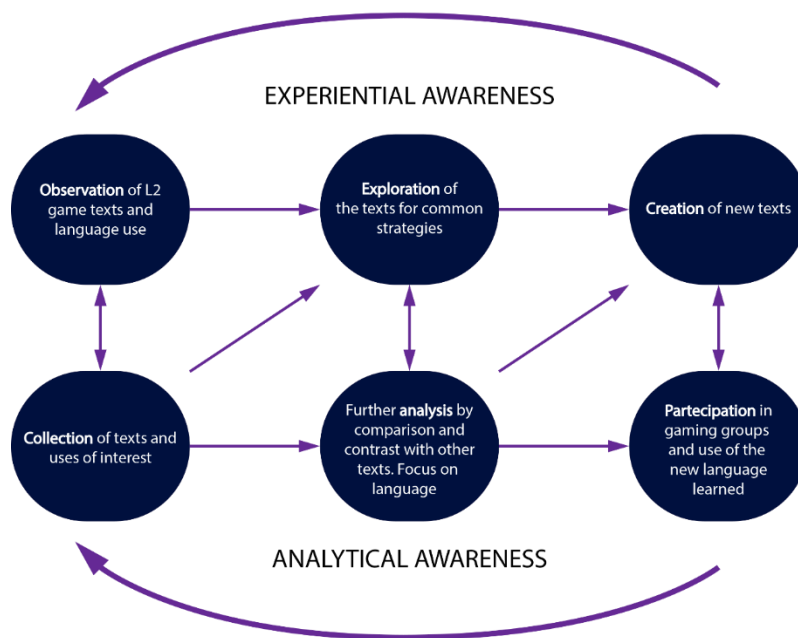 EXPERIENTIAL AWARENESS
Observation of L2
game texts and
language use
Exploration of
the texts for common
strategies
Creation of new texts
Collection of texts and
uses of interest
Further analysis by
comparison and
contrast with other
texts. Focus on
language
Partecipation in
gaming groups
and use of the
new language
learned
ANALYTICAL AWARENESS